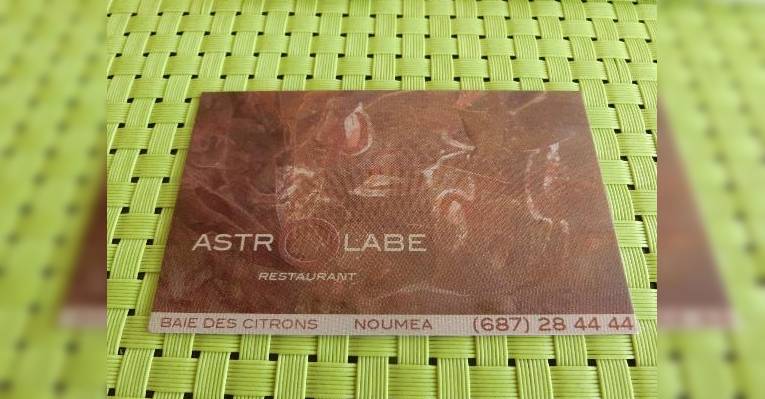 ASTROLABE
RESTAURANT
BAIE DES CITRONS NOUMEA (687) 28 44 44